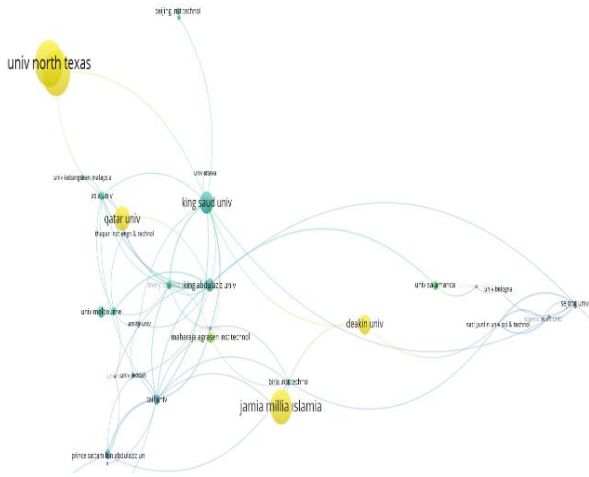 beijing inst technol
univ north texas
univ ottawa
univ kebangsaan malaysia
king saud univ
qatar univ
thapar inst engn & technol
king abdulaziz univ
univ salamanca
univ bologna
univ melbourne
deakin univ
natl yunlin univ sci & technol
maharaja agrasen inst technol
univ jeddah
birla inst technol
taif univ
jamia millia islamia
prince sattam bin abdulaziz un